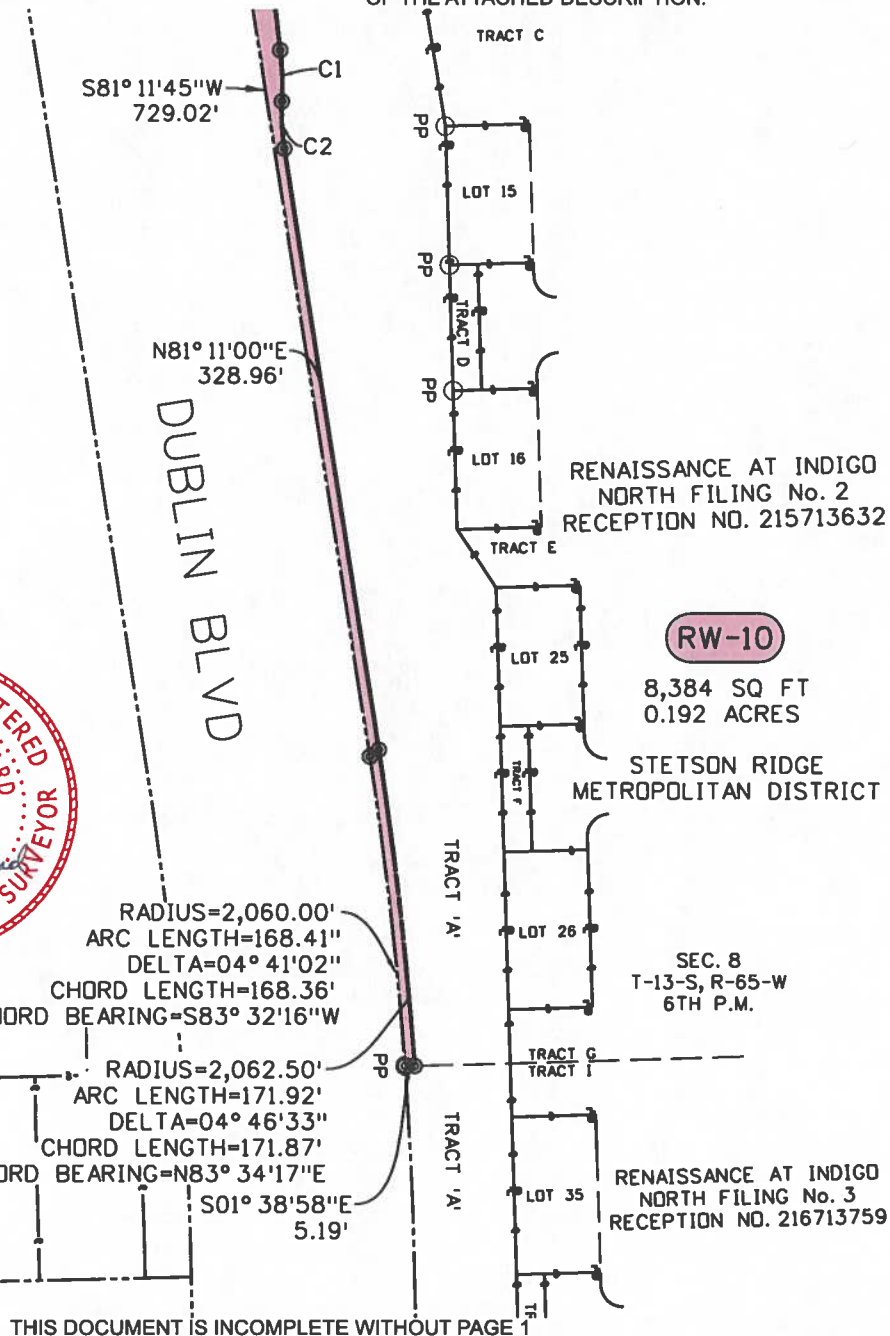 OF THE ATTACHED DESCRIPTION.
TRACT C
C1
S81° 11'45"W
729.02'
C2
PP
LOT 15
PP
TRACT D
N81° 11'00"E
328.96'
PP
DUBLIN BLVD
LOT 16
RENAISSANCE AT INDIGO
NORTH FILING No. 2
RECEPTION NO. 215713632
TRACT E
RW-10
LOT 25
8,384 SQ FT
0.192 ACRES
STETSON RIDGE
METROPOLITAN DISTRICT
TRACT F
TRACT 'A'
SURVEYOR
RADIUS=2,060.00'
ARC LENGTH=168.41"
DELTA=04° 41'02"
CHORD LENGTH=168.36'
BEARING=S83° 32'16"W
LOT 26
SEC. 8
T-13-S, R-65-W
6TH P.M.
TRACT G
TRACT I
PP
RADIUS=2,062.50'
ARC LENGTH=171.92'
DELTA=04° 46'33"
CHORD LENGTH=171.87'
BEARING=N83° 34'17"E
S01° 38'58"E
5.19'
TRACT 'A'
LOT 35
RENAISSANCE AT INDIGO
NORTH FILING No. 3
RECEPTION NO. 216713759
THIS DOCUMENT IS INCOMPLETE WITHOUT PAGE 1